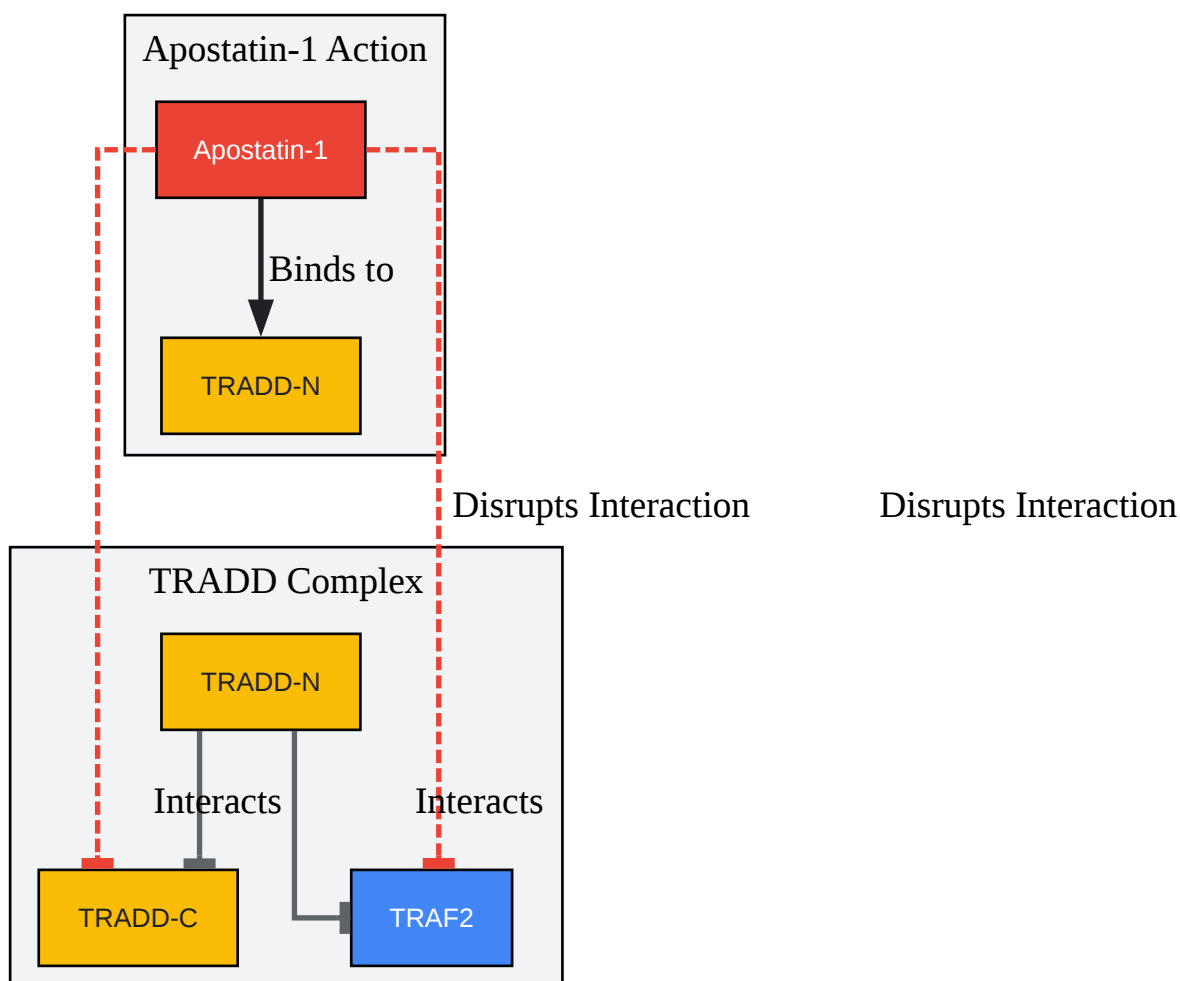 Apostatin-1 Action
Apostatin-1
Binds to
TRADD-N
Disrupts Interaction
Disrupts Interaction
TRADD Complex
TRADD-N
Interacts
Interacts
TRADD-C
TRAF2